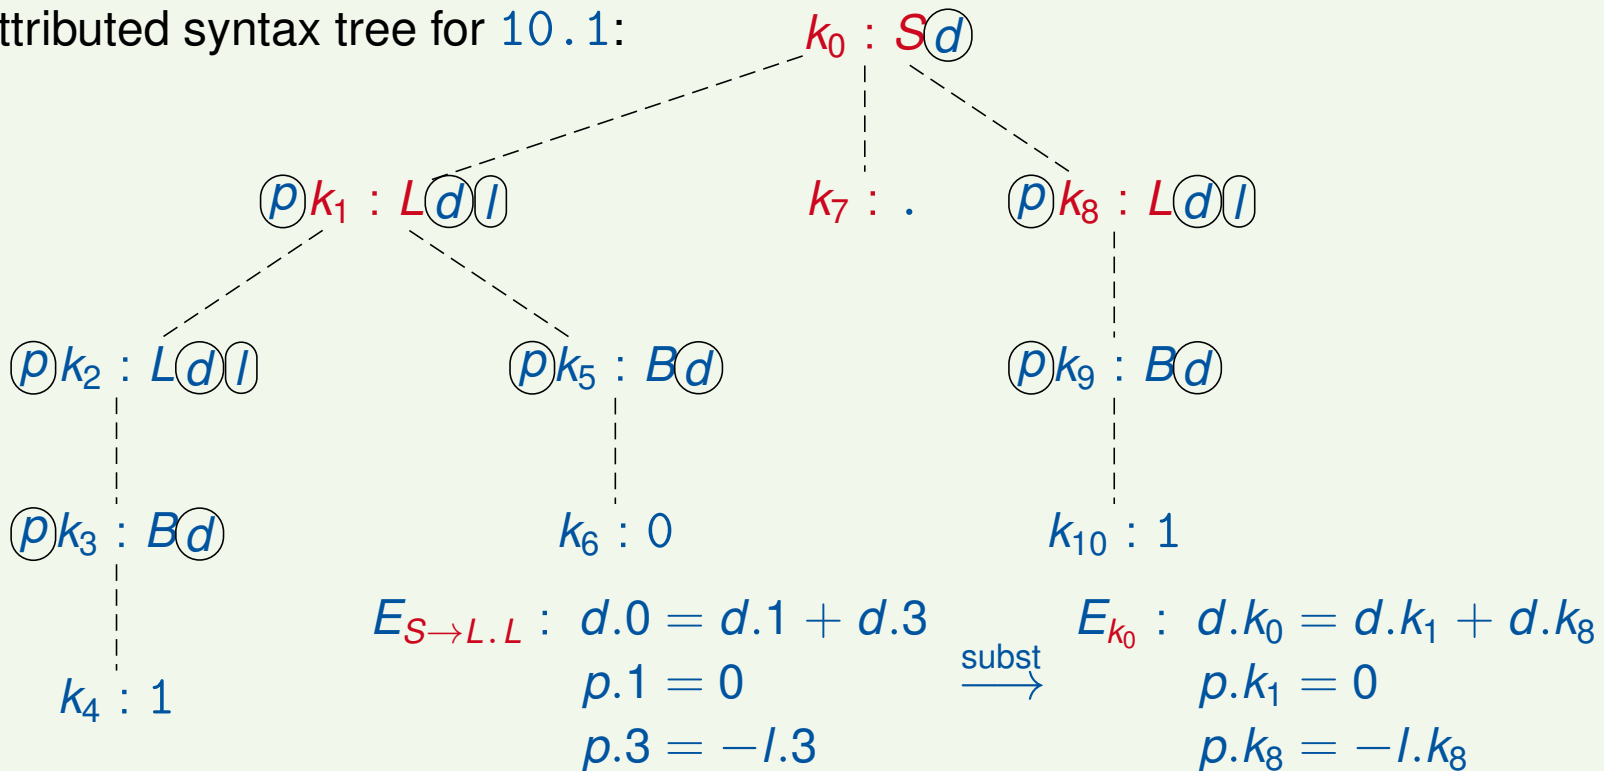 ttributed syntax tree for 10.1:
k₀ : S d
p k₁ : L d l k₇ : . p k₈ : L d l
p k₂ : L d l p k₅ : B d p k₉ : B d
p k₃ : B d k₆ : 0 k₁₀ : 1
E_{S→L.L} : d.0 = d.1 + d.3 subst ⟶ E_{k₀} : d.k₀ = d.k₁ + d.k₈
k₄ : 1 p.1 = 0 p.k₁ = 0
p.3 = −l.3 p.k₈ = −l.k₈